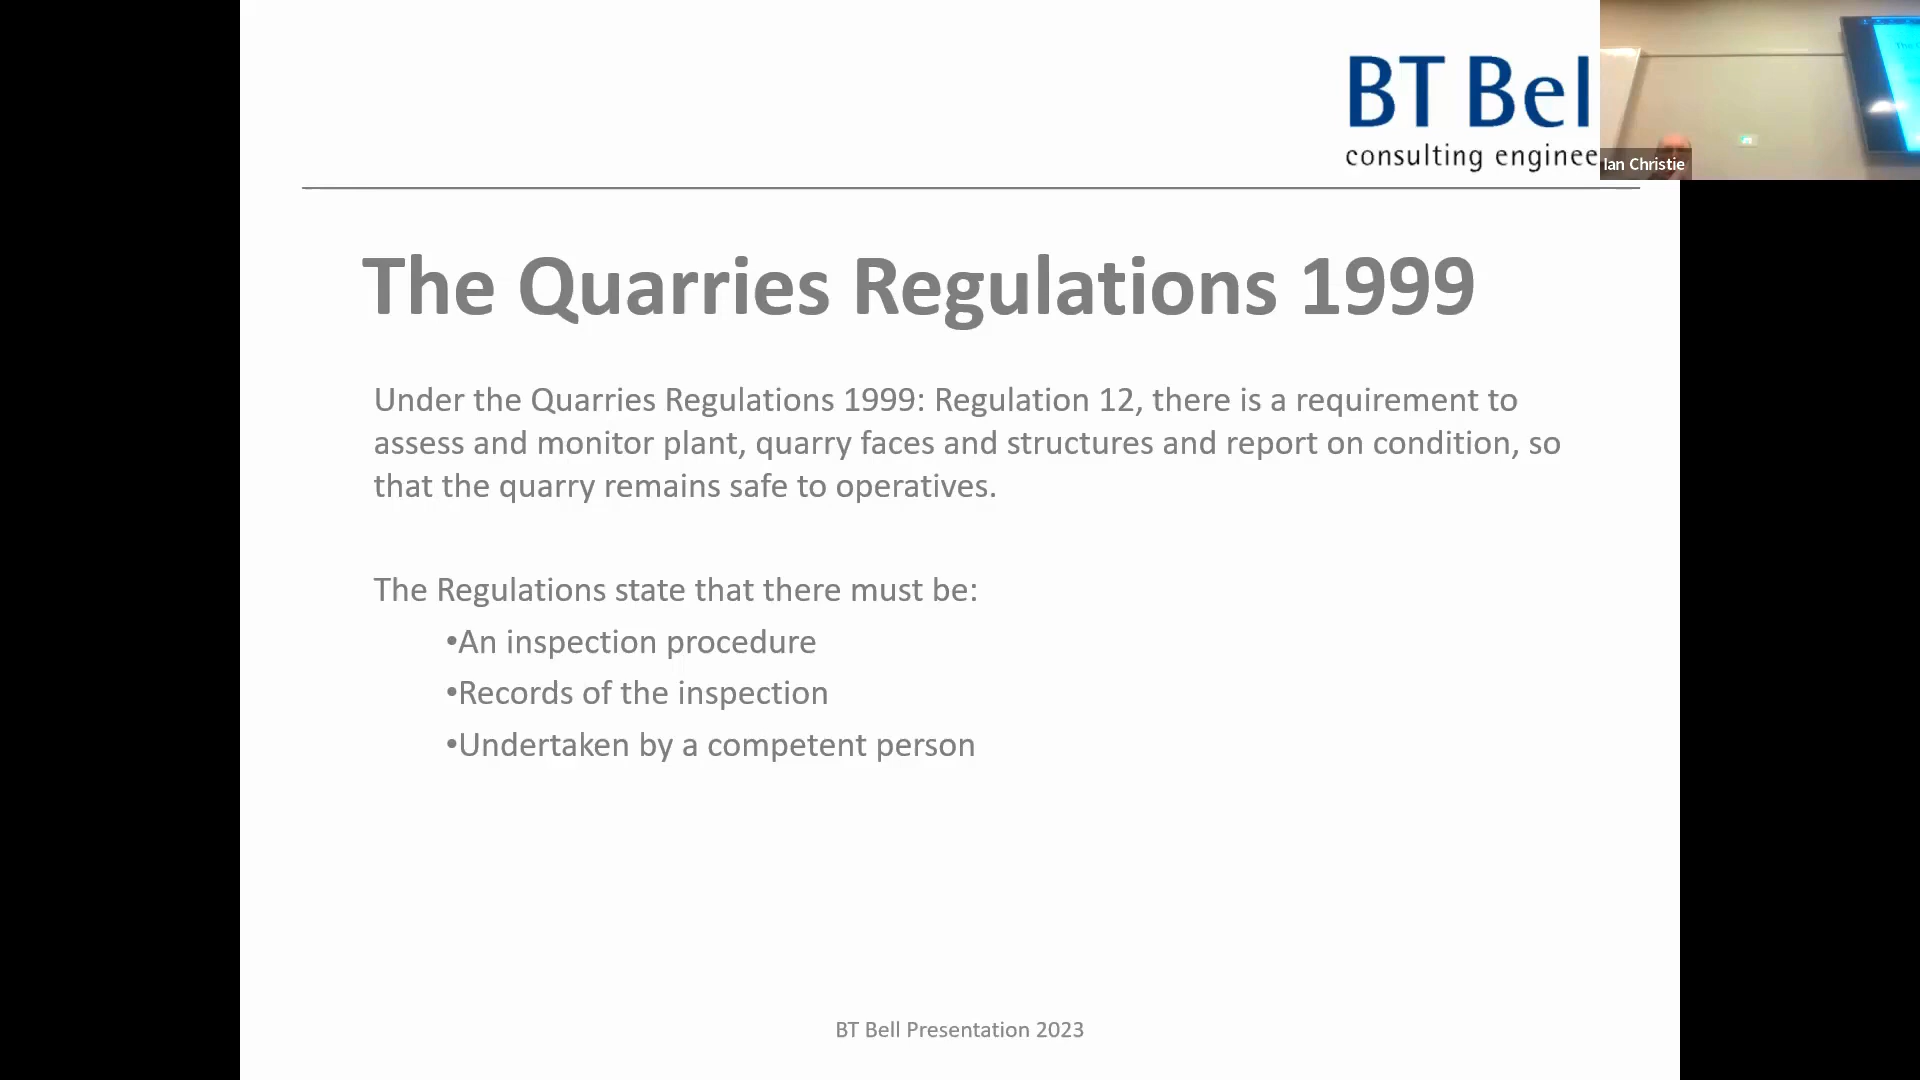 BT Bel
consulting enginee
Ian Christie
The Quarries Regulations 1999
Under the Quarries Regulations 1999: Regulation 12, there is a requirement to
assess and monitor plant, quarry faces and structures and report on condition, so
that the quarry remains safe to operatives.
The Regulations state that there must be:
•An inspection procedure
•Records of the inspection
•Undertaken by a competent person
BT Bell Presentation 2023